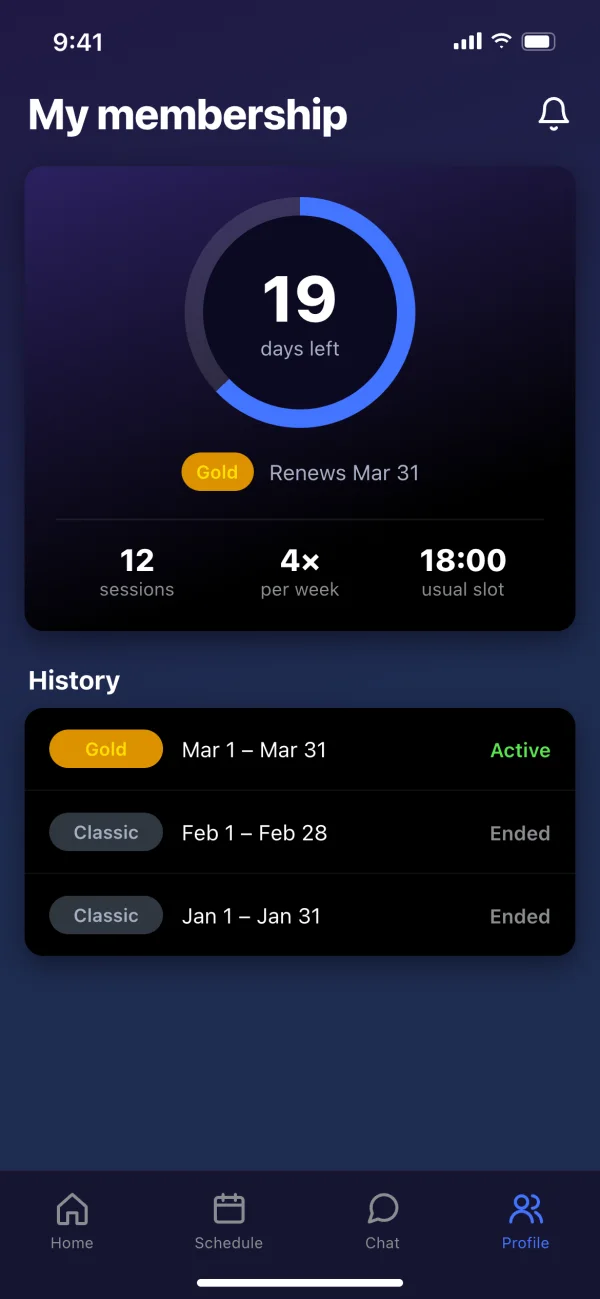 9:41
My membership
19
days left
Gold Renews Mar 31
12 4× 18:00
sessions per week usual slot
History
Gold Mar 1 – Mar 31 Active
Classic Feb 1 – Feb 28 Ended
Classic Jan 1 – Jan 31 Ended
Home Schedule Chat Profile